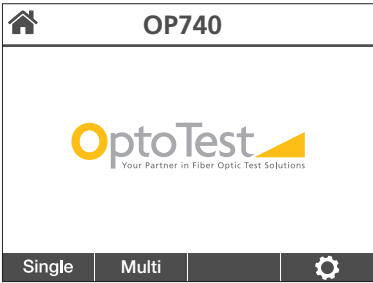 OP740
OptoTest
Your Partner in Fiber Optic Test Solutions
Single Multi